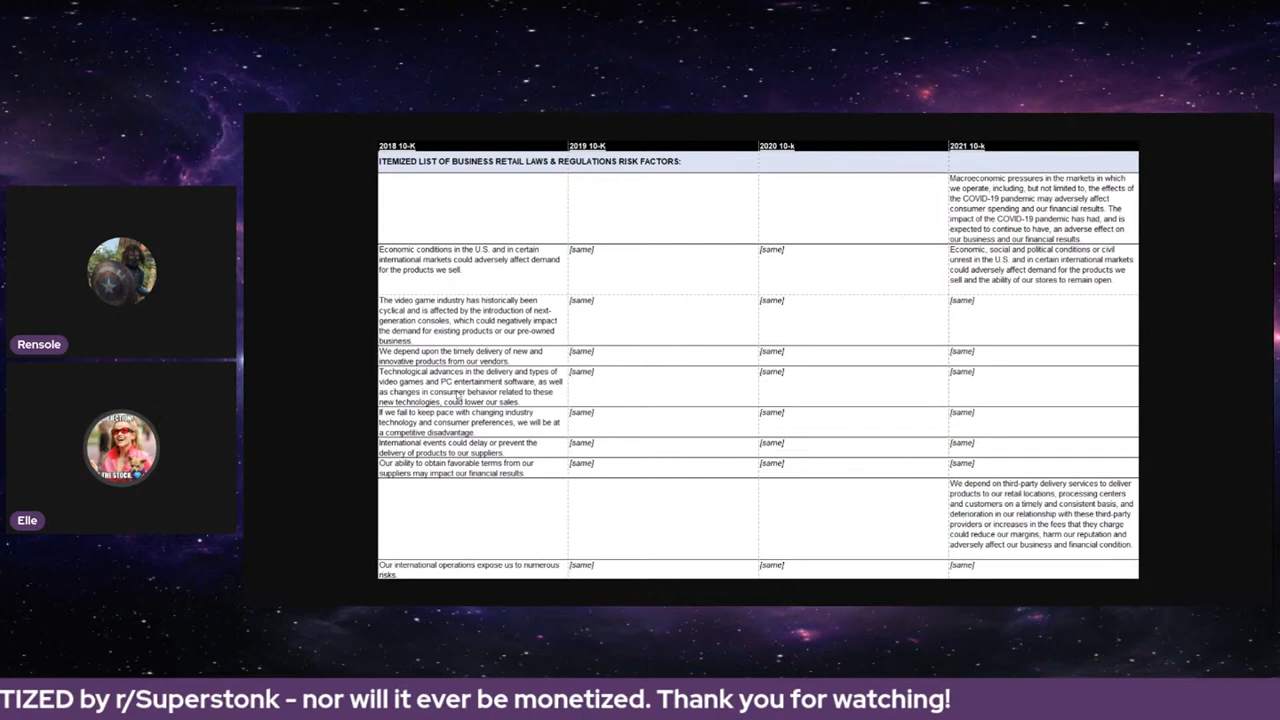 2018 10-K
2019 10-K
2020 10-k
2021 10-k
ITEMIZED LIST OF BUSINESS RETAIL LAWS & REGULATIONS RISK FACTORS:
Macroeconomic pressures in the markets in which
we operate, including, but not limited to, the effects of
the COVID-19 pandemic may adversely affect
consumer spending and our financial results. The
impact of the COVID-19 pandemic has had, and is
expected to continue to have, an adverse effect on
our business and our financial results.
Economic conditions in the U.S. and in certain
international markets could adversely affect demand
for the products we sell.
[same]
[same]
Economic, social and political conditions or civil
unrest in the U.S. and in certain international markets
could adversely affect demand for the products we
sell and the ability of our stores to remain open.
The video game industry has historically been
cyclical and is affected by the introduction of next-
generation consoles, which could negatively impact
the demand for existing products or our pre-owned
business.
[same]
[same]
[same]
We depend upon the timely delivery of new and
innovative products from our vendors.
[same]
[same]
[same]
Technological advances in the delivery and types of
video games and PC entertainment software, as well
as changes in consumer behavior related to these
new technologies, could lower our sales.
[same]
[same]
[same]
If we fail to keep pace with changing industry
technology and consumer preferences, we will be at
a competitive disadvantage
[same]
[same]
[same]
International events could delay or prevent the
delivery of products to our suppliers.
[same]
[same]
[same]
Our ability to obtain favorable terms from our
suppliers may impact our financial results.
[same]
[same]
[same]
We depend on third-party delivery services to deliver
products to our retail locations, processing centers
and customers on a timely and consistent basis, and
deterioration in our relationship with these third-party
providers or increases in the fees that they charge
could reduce our margins, harm our reputation and
adversely affect our business and financial condition.
Our international operations expose us to numerous
risks.
[same]
[same]
[same]
Rensole
THE STOCK
Elle
TIZED by r/Superstonk - nor will it ever be monetized. Thank you for watching!